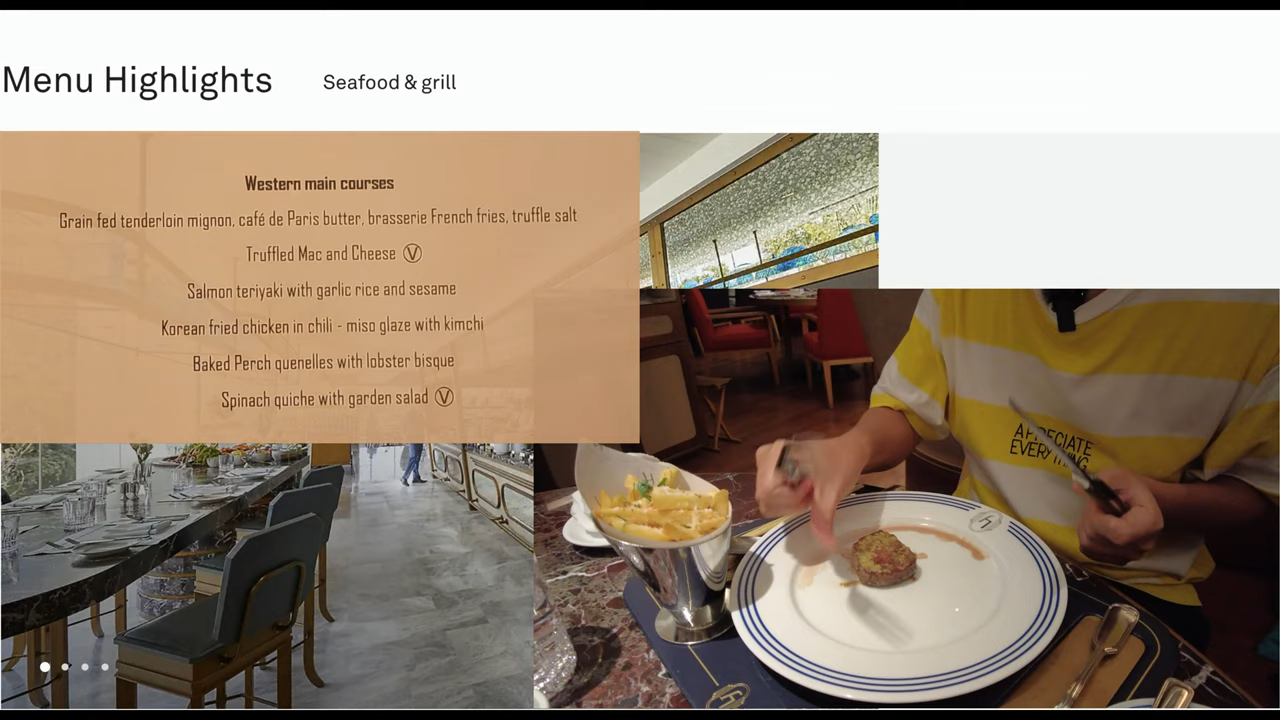 Menu Highlights
Seafood & grill
Western main courses
Grain fed tenderloin mignon, café de Paris butter, brasserie French fries, truffle salt
Truffled Mac and Cheese Ⓥ
Salmon teriyaki with garlic rice and sesame
Korean fried chicken in chili - miso glaze with kimchi
Baked Perch quenelles with lobster bisque
Spinach quiche with garden salad Ⓥ
APPRECIATE
EVERYTHING